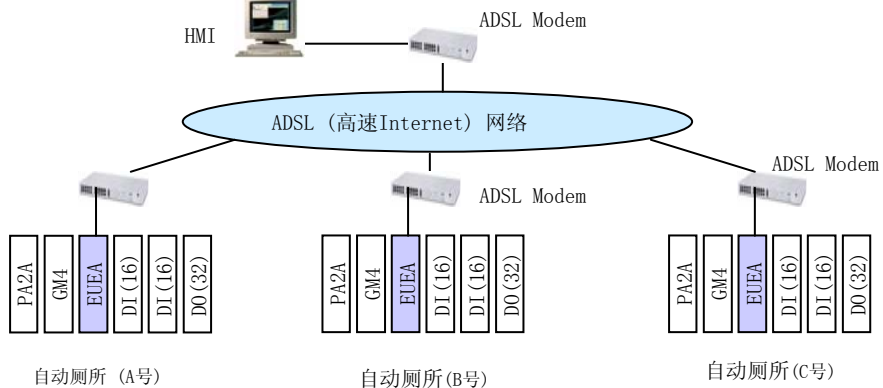 HMI
ADSL Modem
ADSL (高速Internet) 网络
ADSL Modem
ADSL Modem
PA2A
GM4
EUEA
DI(16)
DI(16)
DO(32)
PA2A
GM4
EUEA
DI(16)
DI(16)
DO(32)
PA2A
GM4
EUEA
DI(16)
DI(16)
DO(32)
自动厕所 (A号)
自动厕所(B号)
自动厕所(C号)